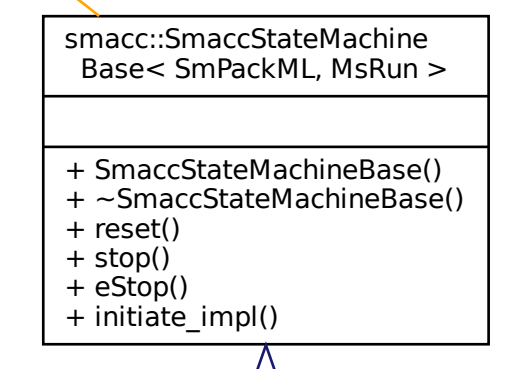 smacc::SmaccStateMachine
Base< SmPackML, MsRun >
+ SmaccStateMachineBase()
+ ~SmaccStateMachineBase()
+ reset()
+ stop()
+ eStop()
+ initiate_impl()